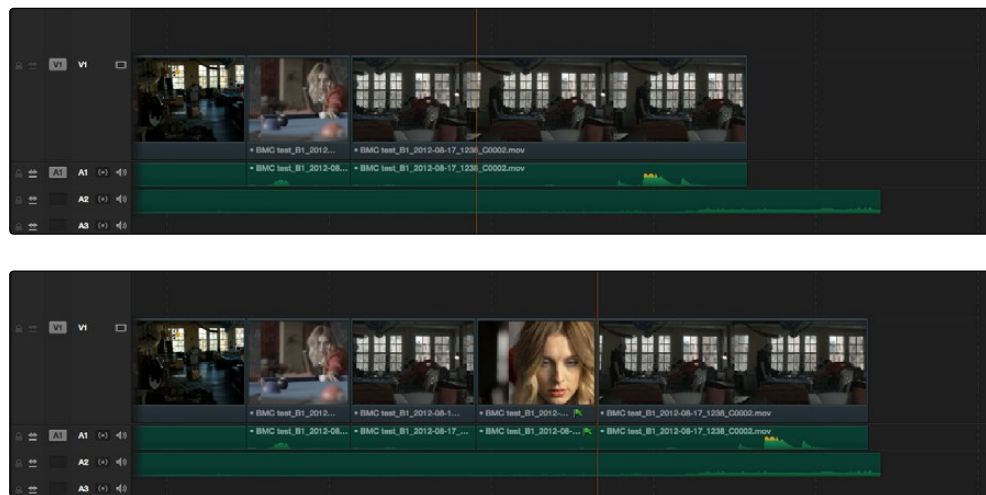 V1 V1
• BMC test_B1_2012... • BMC test_B1_2012-08-17_1238_C0002.mov
A1 A1 • BMC test_B1_2012-08... • BMC test_B1_2012-08-17_1238_C0002.mov
A2
A3
V1 V1
• BMC test_B1_2012... • BMC test_B1_2012-08-1... • BMC test_B1_2012-... • BMC test_B1_2012-08-17_1238_C0002.mov
A1 A1 • BMC test_B1_2012-08... • BMC test_B1_2012-08-17_... • BMC test_B1_2012-08-... • BMC test_B1_2012-08-17_1238_C0002.mov
A2
A3